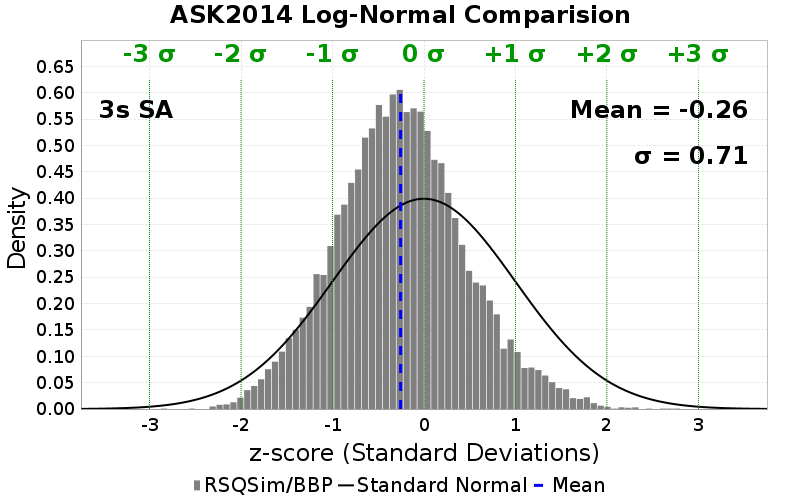 ASK2014 Log-Normal Comparision
-3 σ -2 σ -1 σ 0 σ +1 σ +2 σ +3 σ
3s SA
Mean = -0.26
σ = 0.71
Density
0.65
0.60
0.55
0.50
0.45
0.40
0.35
0.30
0.25
0.20
0.15
0.10
0.05
0.00
-3 -2 -1 0 1 2 3
z-score (Standard Deviations)
RSQSim/BBP Standard Normal Mean